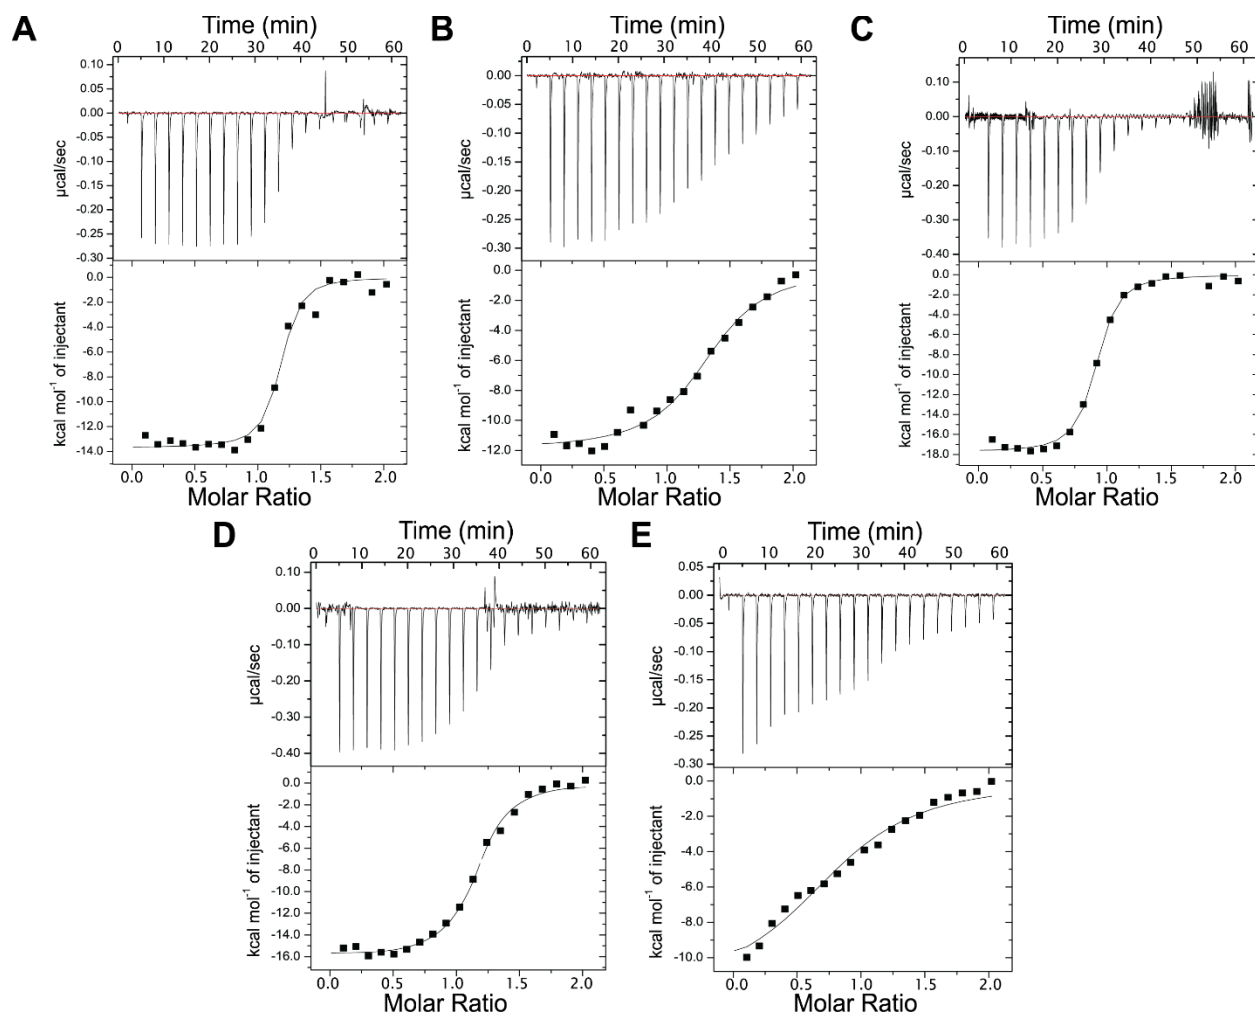 A
Time (min)
0 10 20 30 40 50 60
0.10
0.05
0.00
-0.05
-0.10
-0.15
-0.20
-0.25
-0.30
µcal/sec
0.0
-2.0
-4.0
-6.0
-8.0
-10.0
-12.0
-14.0
kcal mol⁻¹ of injectant
0.0 0.5 1.0 1.5 2.0
Molar Ratio
B
Time (min)
0 10 20 30 40 50 60
0.00
-0.05
-0.10
-0.15
-0.20
-0.25
-0.30
µcal/sec
0.0
-2.0
-4.0
-6.0
-8.0
-10.0
-12.0
kcal mol⁻¹ of injectant
0.0 0.5 1.0 1.5 2.0
Molar Ratio
C
Time (min)
0 10 20 30 40 50 60
0.10
0.00
-0.10
-0.20
-0.30
-0.40
µcal/sec
0.0
-2.0
-4.0
-6.0
-8.0
-10.0
-12.0
-14.0
-16.0
-18.0
kcal mol⁻¹ of injectant
0.0 0.5 1.0 1.5 2.0
Molar Ratio
D
Time (min)
0 10 20 30 40 50 60
0.10
0.00
-0.10
-0.20
-0.30
-0.40
µcal/sec
0.0
-2.0
-4.0
-6.0
-8.0
-10.0
-12.0
-14.0
-16.0
kcal mol⁻¹ of injectant
0.0 0.5 1.0 1.5 2.0
Molar Ratio
E
Time (min)
0 10 20 30 40 50 60
0.05
0.00
-0.05
-0.10
-0.15
-0.20
-0.25
-0.30
µcal/sec
0.0
-2.0
-4.0
-6.0
-8.0
-10.0
kcal mol⁻¹ of injectant
0.0 0.5 1.0 1.5 2.0
Molar Ratio